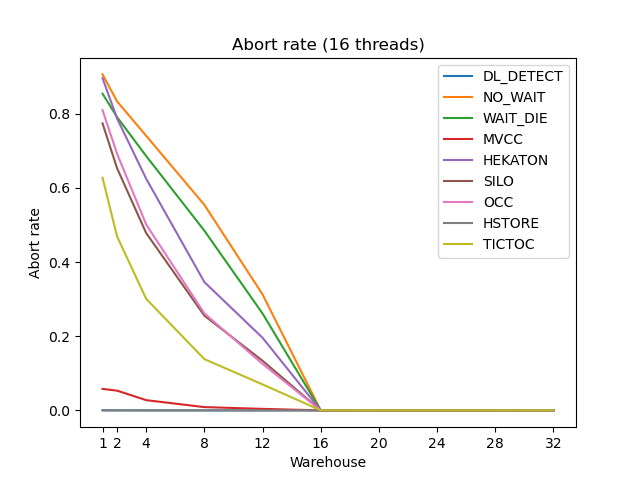 Abort rate (16 threads)
DL_DETECT
NO_WAIT
WAIT_DIE
MVCC
HEKATON
SILO
OCC
HSTORE
TICTOC
Abort rate
0.8
0.6
0.4
0.2
0.0
1 2 4 8 12 16 20 24 28 32
Warehouse